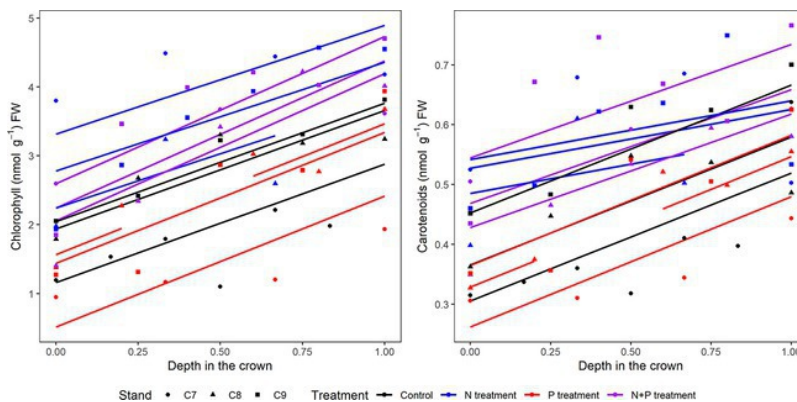 Chlorophyll (nmol g⁻¹) FW
5
4
3
2
1
0.00 0.25 0.50 0.75 1.00
Depth in the crown
Carotenoids (nmol g⁻¹) FW
0.7
0.6
0.5
0.4
0.3
0.00 0.25 0.50 0.75 1.00
Depth in the crown
Stand C7 C8 C9 Treatment Control N treatment P treatment N+P treatment